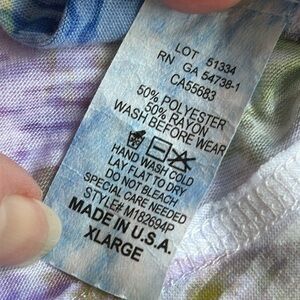 LOT 51334
RN GA 54738-1
CA55683
50% POLYESTER
50% RAYON
WASH BEFORE WEAR
HAND WASH COLD
LAY FLAT TO DRY
DO NOT BLEACH
SPECIAL CARE NEEDED
STYLE# M182694P
MADE IN U.S.A.
XLARGE